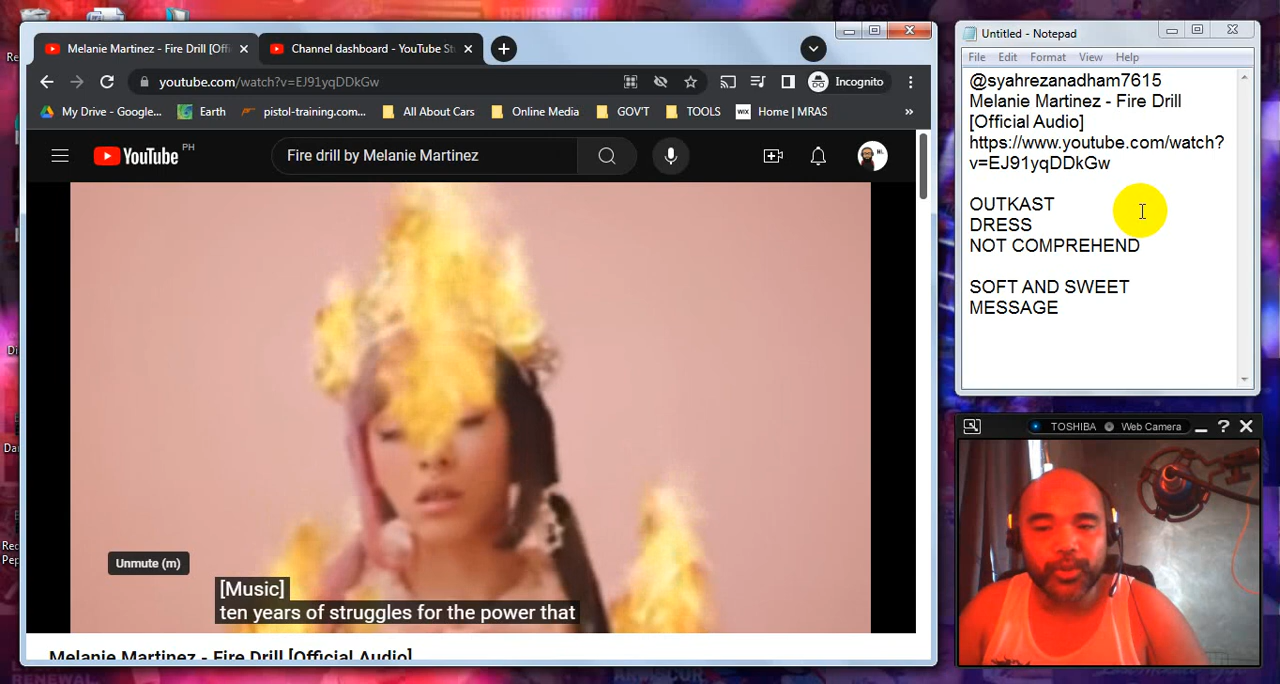 Melanie Martinez - Fire Drill [Offi
Channel dashboard - YouTube St
youtube.com/watch?v=EJ91yqDDkGw
Incognito
My Drive - Google...
Earth
pistol-training.com...
All About Cars
Online Media
GOV'T
TOOLS
WIX
Home | MRAS
»
YouTube PH
Fire drill by Melanie Martinez
Unmute (m)
[Music]
ten years of struggles for the power that
Melanie Martinez - Fire Drill [Official Audio]
Untitled - Notepad
File Edit Format View Help
@syahrezanadham7615
Melanie Martinez - Fire Drill
[Official Audio]
https://www.youtube.com/watch?
v=EJ91yqDDkGw
OUTKAST
DRESS
NOT COMPREHEND
SOFT AND SWEET
MESSAGE
TOSHIBA Web Camera
RENEWAL